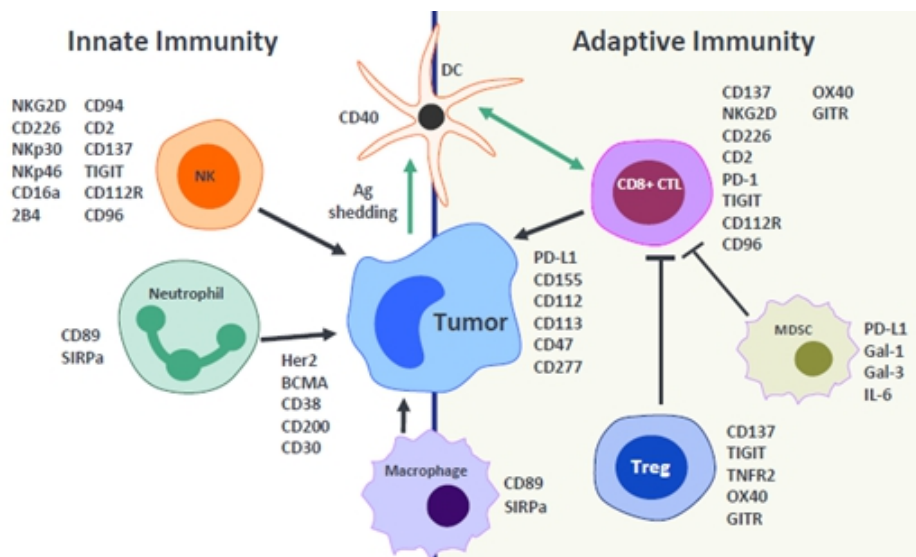 Innate Immunity
Adaptive Immunity
DC
CD40
NKG2D CD94
CD226 CD2
NKp30 CD137
NKp46 TIGIT
CD16a CD112R
2B4 CD96
NK
Ag
shedding
CD137 OX40
NKG2D GITR
CD226
CD2
PD-1
TIGIT
CD112R
CD96
CD8+ CTL
Neutrophil
CD89
SIRPa
Tumor
PD-L1
CD155
CD112
CD113
CD47
CD277
Her2
BCMA
CD38
CD200
CD30
MDSC
PD-L1
Gal-1
Gal-3
IL-6
Macrophage
CD89
SIRPa
Treg
CD137
TIGIT
TNFR2
OX40
GITR